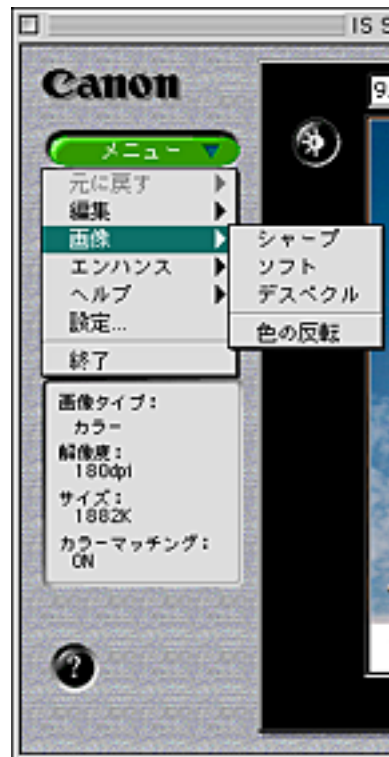 IS S
Canon
9
メニュー
元に戻す
編集
画像
シャープ
エンハンス
ソフト
ヘルプ
デスペクル
設定...
色の反転
終了
画像タイプ：
カラー
解像度：
180dpi
サイズ：
1882K
カラーマッチング：
ON
?